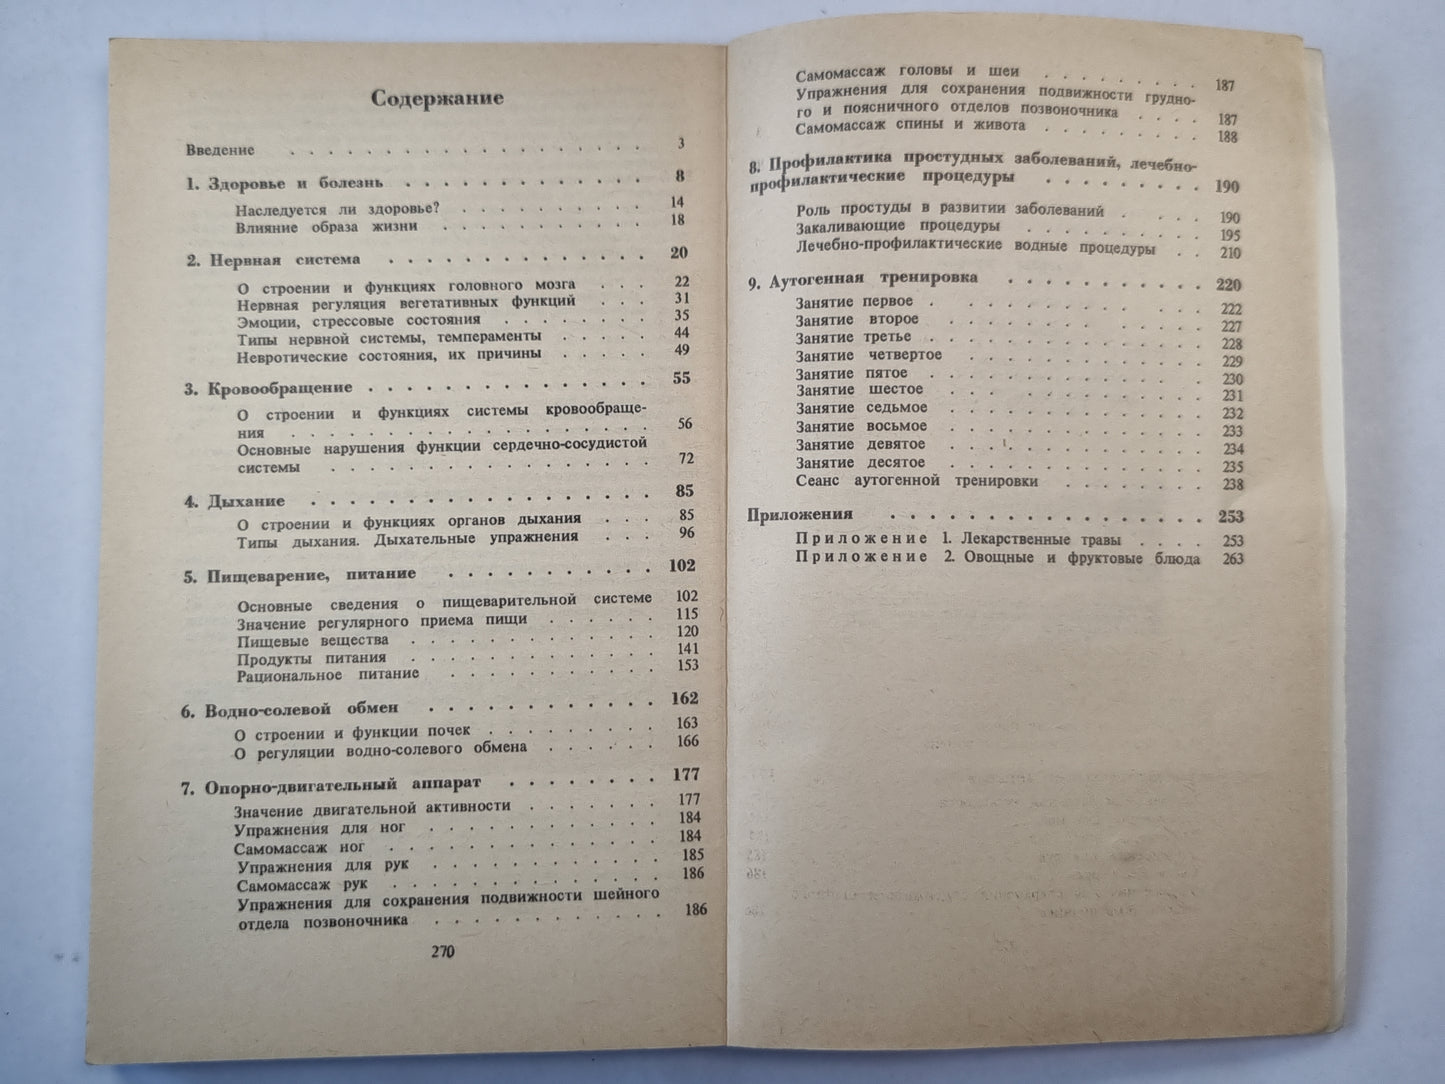 Содержание
Введение . . . . . . . . . . . . . . . . . . 3
1. Здоровье и болезнь . . . . . . . . . . . . . 8
Наследуется ли здоровье? . . . . . . . . . . 14
Влияние образа жизни . . . . . . . . . . . 18
2. Нервная система . . . . . . . . . . . . . 20
О строении и функциях головного мозга . . . 22
Нервная регуляция вегетативных функций . . . 31
Эмоции, стрессовые состояния . . . . . . . . 35
Типы нервной системы, темпераменты . . . . . 44
Невротические состояния, их причины . . . . . 49
3. Кровообращение . . . . . . . . . . . . . . . 55
О строении и функциях системы кровообраще-
ния . . . . . . . . . . . . . . . . . 56
Основные нарушения функции сердечно-сосудистой
системы . . . . . . . . . . . . . . . 72
4. Дыхание . . . . . . . . . . . . . . . . . 85
О строении и функциях органов дыхания . . . 85
Типы дыхания. Дыхательные упражнения . . . 96
5. Пищеварение, питание . . . . . . . . . . . 102
Основные сведения о пищеварительной системе 102
Значение регулярного приема пищи . . . . . . 115
Пищевые вещества . . . . . . . . . . . . 120
Продукты питания . . . . . . . . . . . . 141
Рациональное питание . . . . . . . . . . 153
6. Водно-солевой обмен . . . . . . . . . . . . 162
О строении и функции почек . . . . . . . . 163
О регуляции водно-солевого обмена . . . . . . 166
7. Опорно-двигательный аппарат . . . . . . . . 177
Значение двигательной активности . . . . . . . 177
Упражнения для ног . . . . . . . . . . . 184
Самомассаж ног . . . . . . . . . . . . . 184
Упражнения для рук . . . . . . . . . . . 185
Самомассаж рук . . . . . . . . . . . . . 186
Упражнения для сохранения подвижности шейного
отдела позвоночника . . . . . . . . . . . 186
270
Самомассаж головы и шеи . . . . . . . . . 187
Упражнения для сохранения подвижности грудно-
го и поясничного отделов позвоночника . . . . 187
Самомассаж спины и живота . . . . . . . . . 188
8. Профилактика простудных заболеваний, лечебно-
профилактические процедуры . . . . . . . . . 190
Роль простуды в развитии заболеваний . . . . 190
Закаливающие процедуры . . . . . . . . . . 195
Лечебно-профилактические водные процедуры . . 210
9. Аутогенная тренировка . . . . . . . . . . . 220
Занятие первое . . . . . . . . . . . . . 222
Занятие второе . . . . . . . . . . . . . 227
Занятие третье . . . . . . . . . . . . . . 228
Занятие четвертое . . . . . . . . . . . . 229
Занятие пятое . . . . . . . . . . . . . . 230
Занятие шестое . . . . . . . . . . . . . 231
Занятие седьмое . . . . . . . . . . . . . 232
Занятие восьмое . . . . . . . . . . . . . 233
Занятие девятое . . . . . . . . . . . . . 234
Занятие десятое . . . . . . . . . . . . . 235
Сеанс аутогенной тренировки . . . . . . . . 238
Приложения . . . . . . . . . . . . . . . . 253
Приложение 1. Лекарственные травы . . . . 253
Приложение 2. Овощные и фруктовые блюда 263